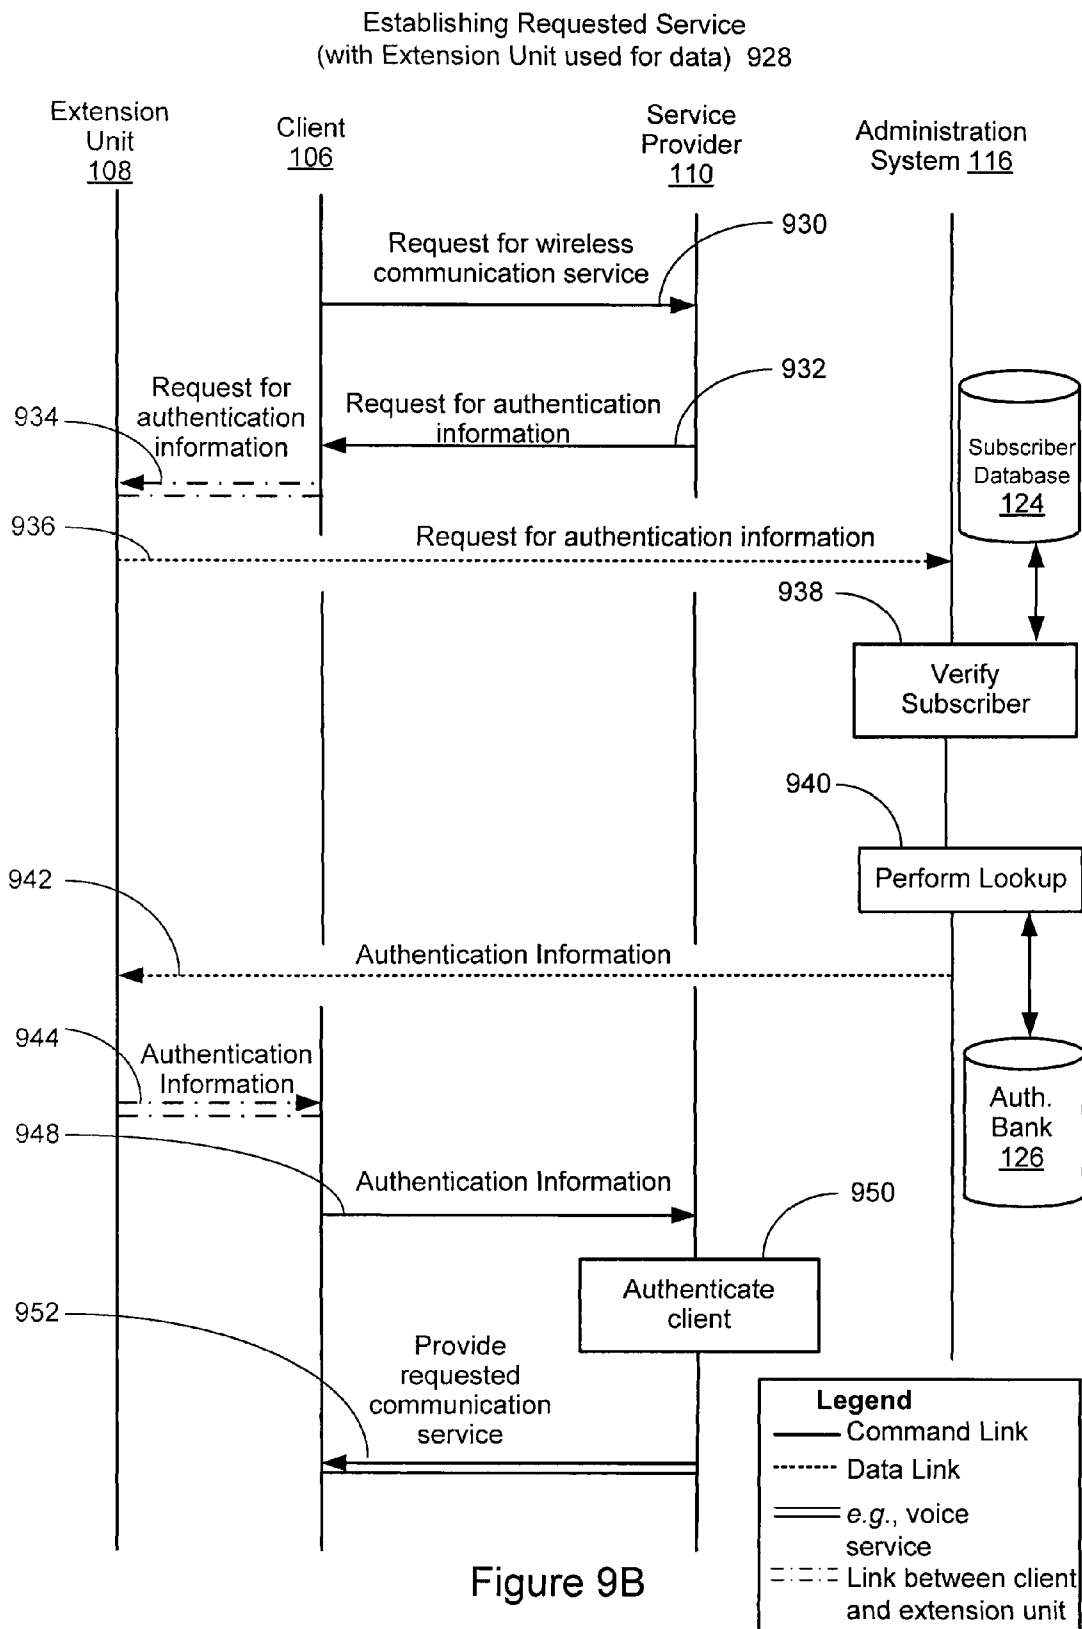 Establishing Requested Service
(with Extension Unit used for data) 928
Extension
Unit
108
Client
106
Service
Provider
110
Administration
System 116
930
Request for wireless
communication service
932
Request for
authentication
information
934
Request for authentication
information
Subscriber
Database
124
936
Request for authentication information
938
Verify
Subscriber
940
Perform Lookup
942
Authentication Information
944
Authentication
Information
Auth.
Bank
126
948
Authentication Information
950
Authenticate
client
952
Provide
requested
communication
service
Legend
Command Link
Data Link
e.g., voice
service
Link between client
and extension unit
Figure 9B